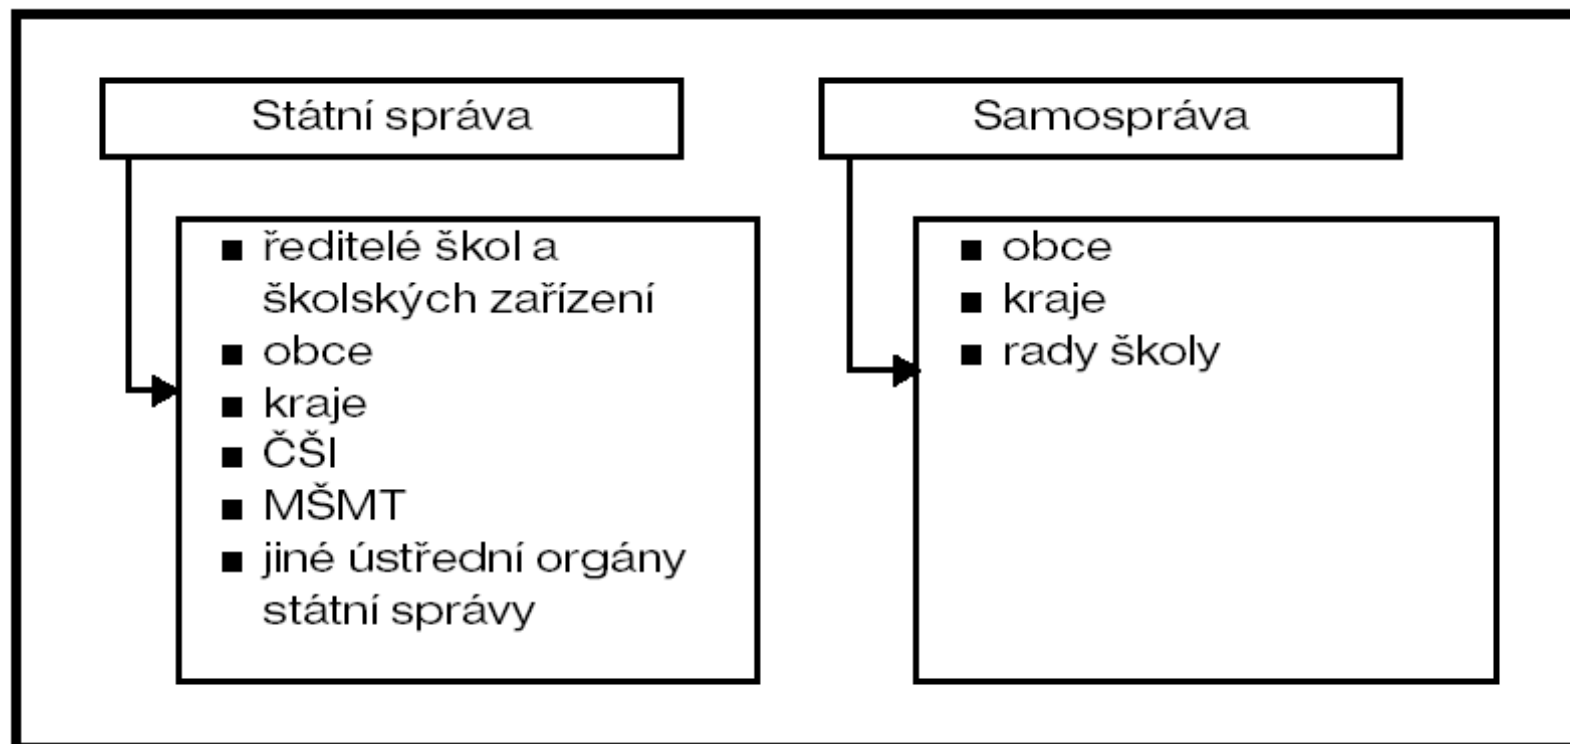 Státní správa
■ ředitelé škol a
školských zařízení
■ obce
■ kraje
■ ČŠI
■ MŠMT
■ jiné ústřední orgány
státní správy
Samospráva
■ obce
■ kraje
■ rady školy